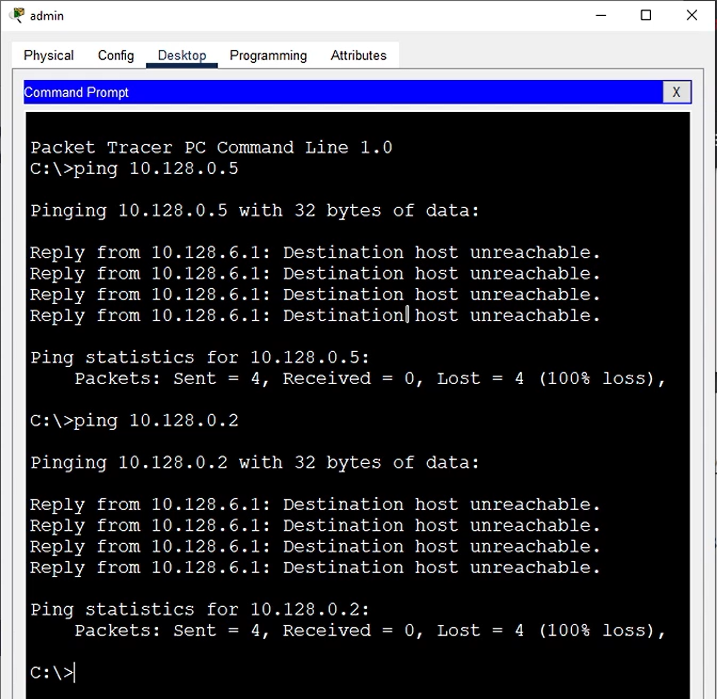 admin
Physical Config Desktop Programming Attributes
Command Prompt X
Packet Tracer PC Command Line 1.0
C:\>ping 10.128.0.5
Pinging 10.128.0.5 with 32 bytes of data:
Reply from 10.128.6.1: Destination host unreachable.
Reply from 10.128.6.1: Destination host unreachable.
Reply from 10.128.6.1: Destination host unreachable.
Reply from 10.128.6.1: Destination host unreachable.
Ping statistics for 10.128.0.5:
Packets: Sent = 4, Received = 0, Lost = 4 (100% loss),
C:\>ping 10.128.0.2
Pinging 10.128.0.2 with 32 bytes of data:
Reply from 10.128.6.1: Destination host unreachable.
Reply from 10.128.6.1: Destination host unreachable.
Reply from 10.128.6.1: Destination host unreachable.
Reply from 10.128.6.1: Destination host unreachable.
Ping statistics for 10.128.0.2:
Packets: Sent = 4, Received = 0, Lost = 4 (100% loss),
C:\>